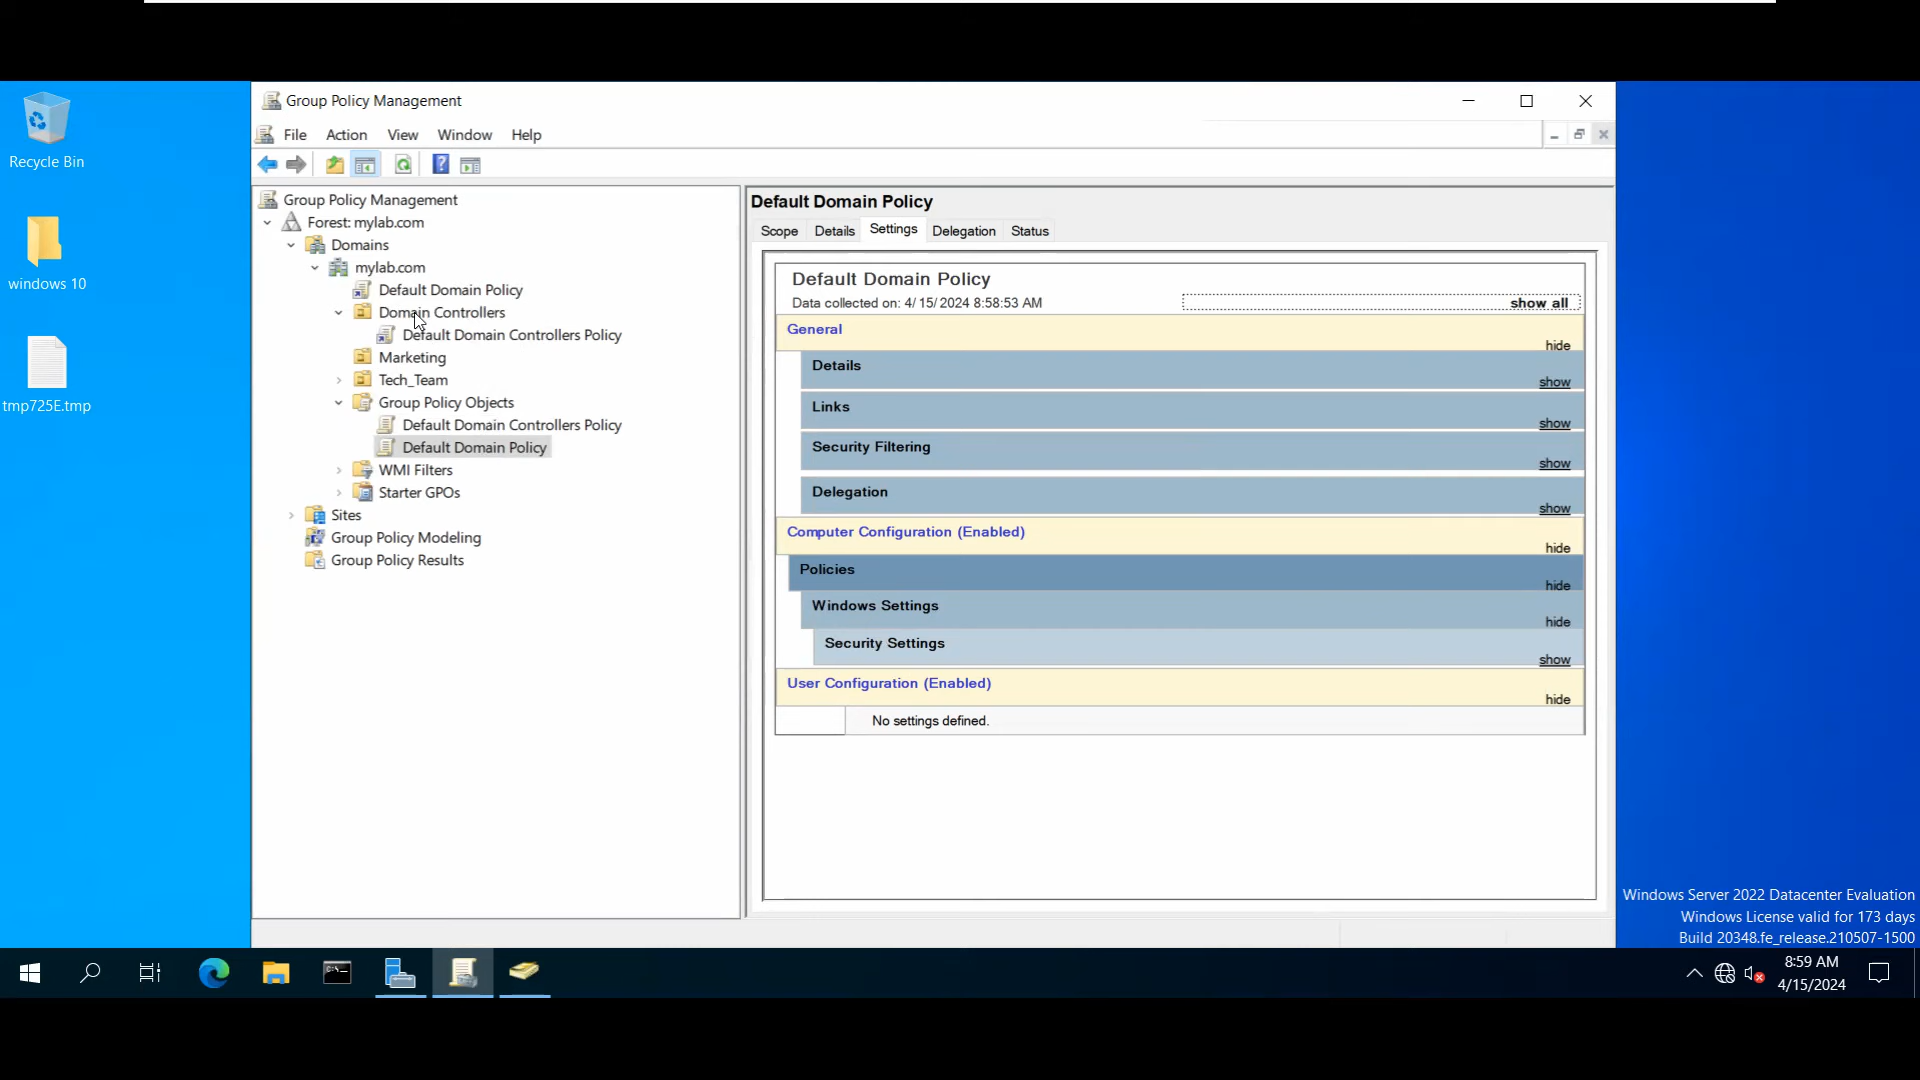 Recycle Bin
windows 10
tmp725E.tmp
Group Policy Management
File Action View Window Help
Group Policy Management
Forest: mylab.com
Domains
mylab.com
Default Domain Policy
Domain Controllers
Default Domain Controllers Policy
Marketing
Tech_Team
Group Policy Objects
Default Domain Controllers Policy
Default Domain Policy
WMI Filters
Starter GPOs
Sites
Group Policy Modeling
Group Policy Results
Default Domain Policy
Scope Details Settings Delegation Status
Default Domain Policy
Data collected on: 4/15/2024 8:58:53 AM show all
General
hide
Details
show
Links
show
Security Filtering
show
Delegation
show
Computer Configuration (Enabled)
hide
Policies
hide
Windows Settings
hide
Security Settings
show
User Configuration (Enabled)
hide
No settings defined.
Windows Server 2022 Datacenter Evaluation
Windows License valid for 173 days
Build 20348.fe_release.210507-1500
8:59 AM
4/15/2024